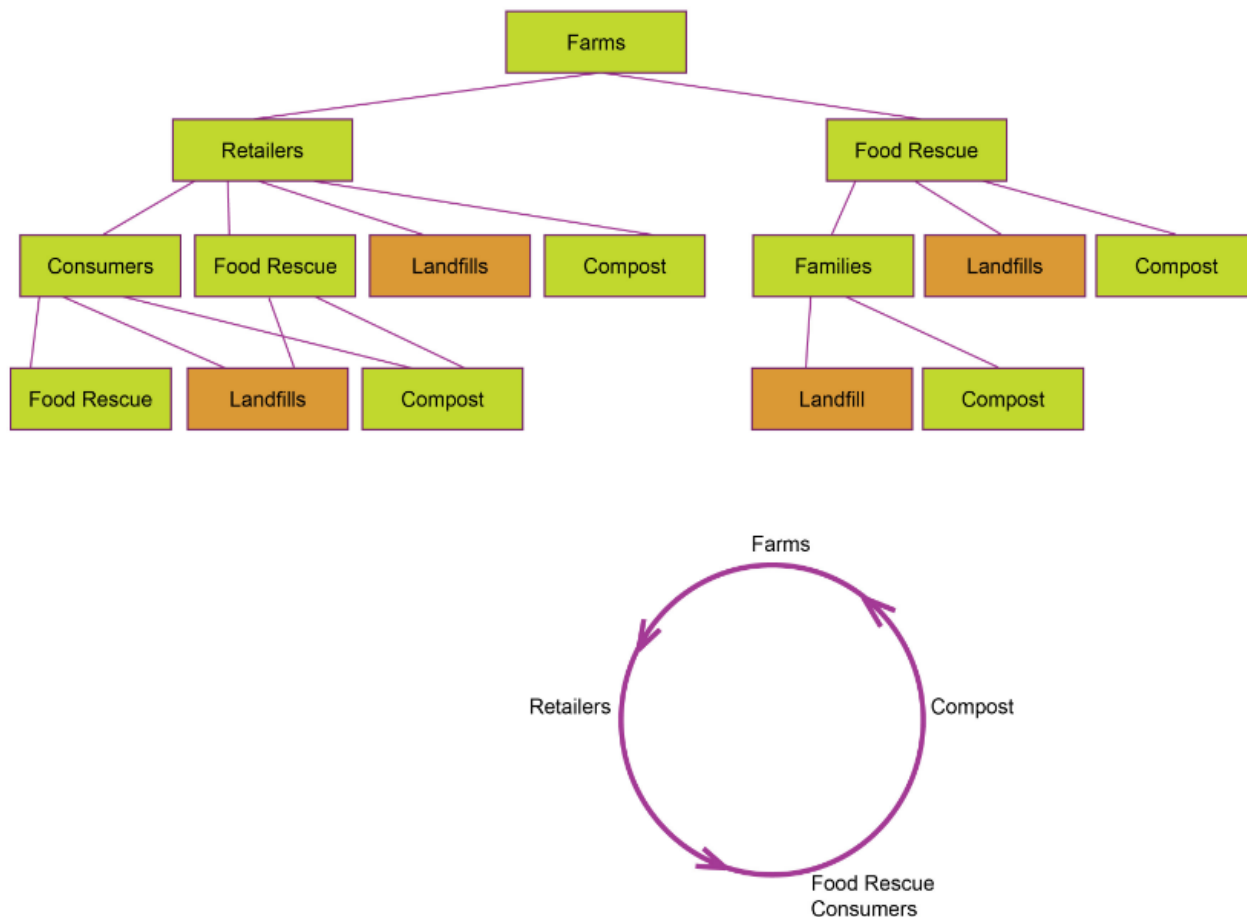 Farms
Retailers
Food Rescue
Consumers
Food Rescue
Landfills
Compost
Families
Landfills
Compost
Food Rescue
Landfills
Compost
Landfill
Compost
Farms
Retailers
Compost
Food Rescue
Consumers